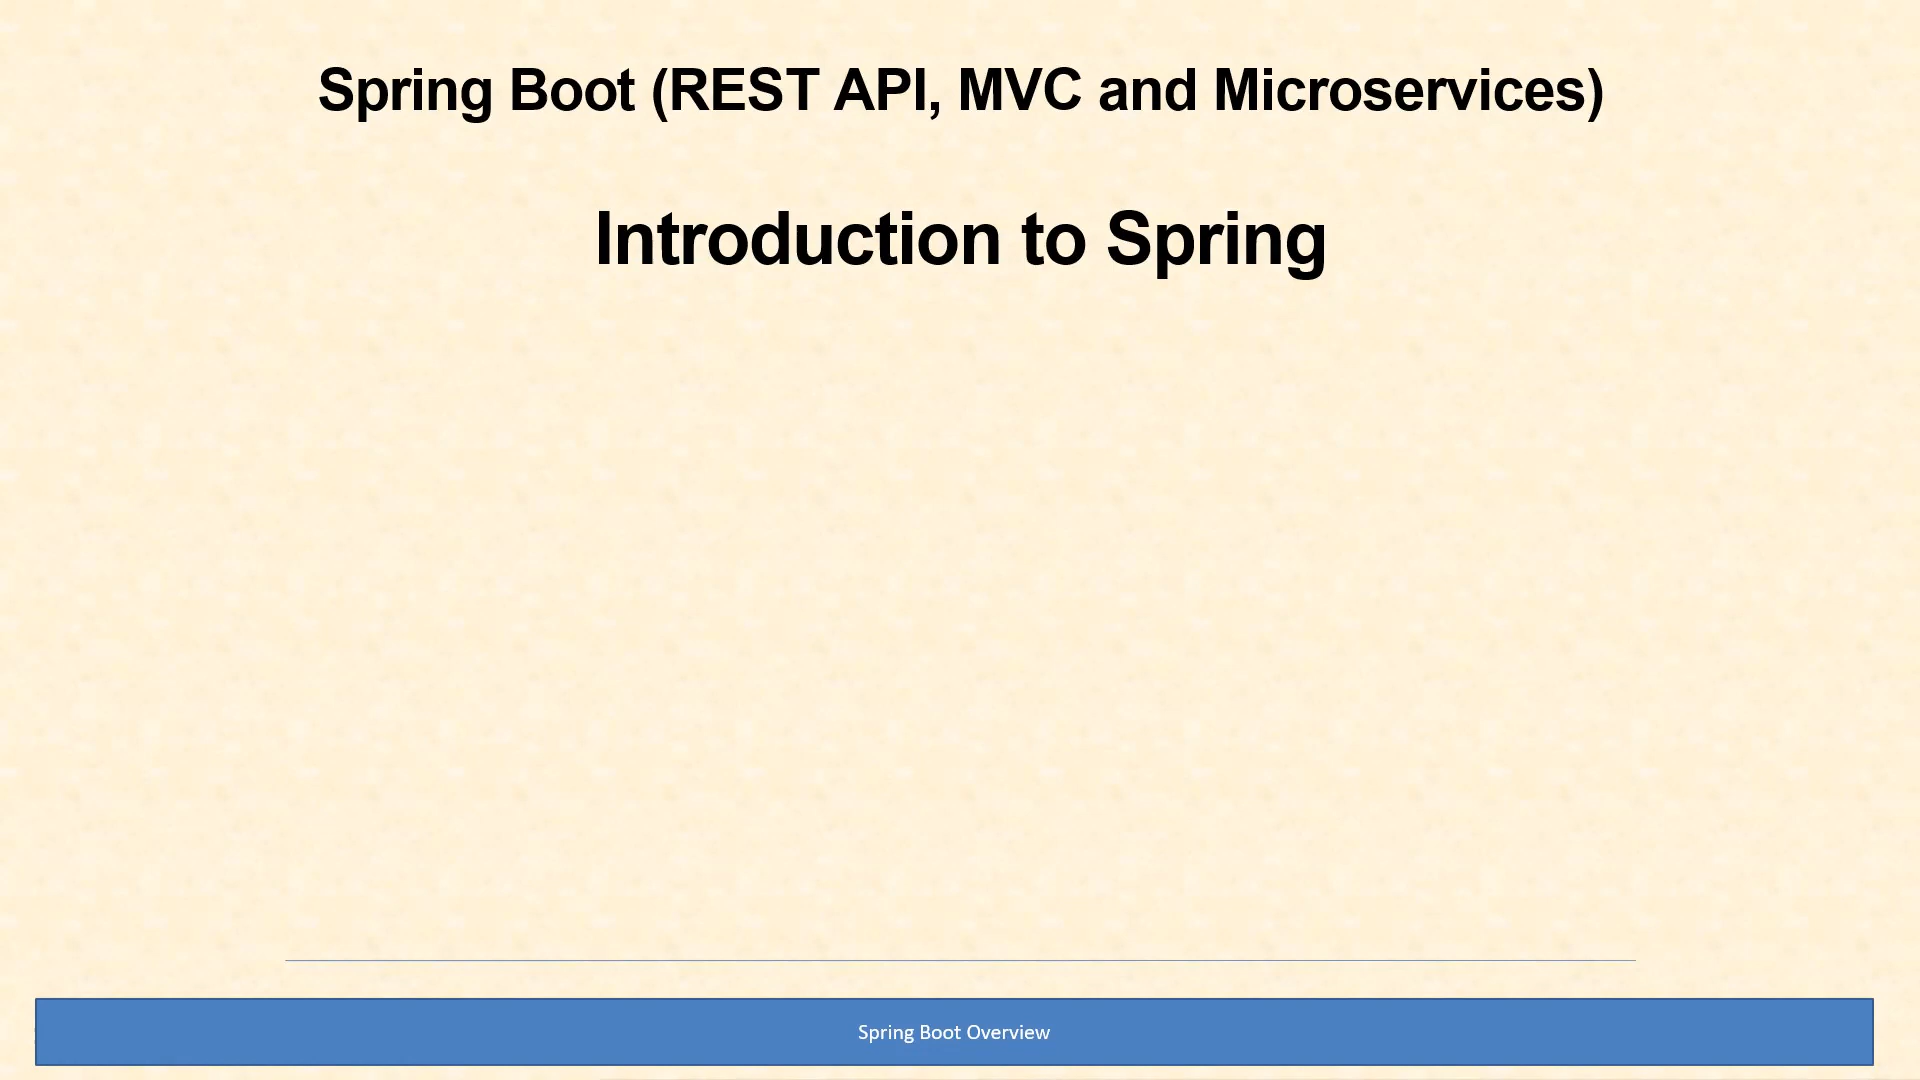 Spring Boot (REST API, MVC and Microservices)
Introduction to Spring
Spring Boot Overview